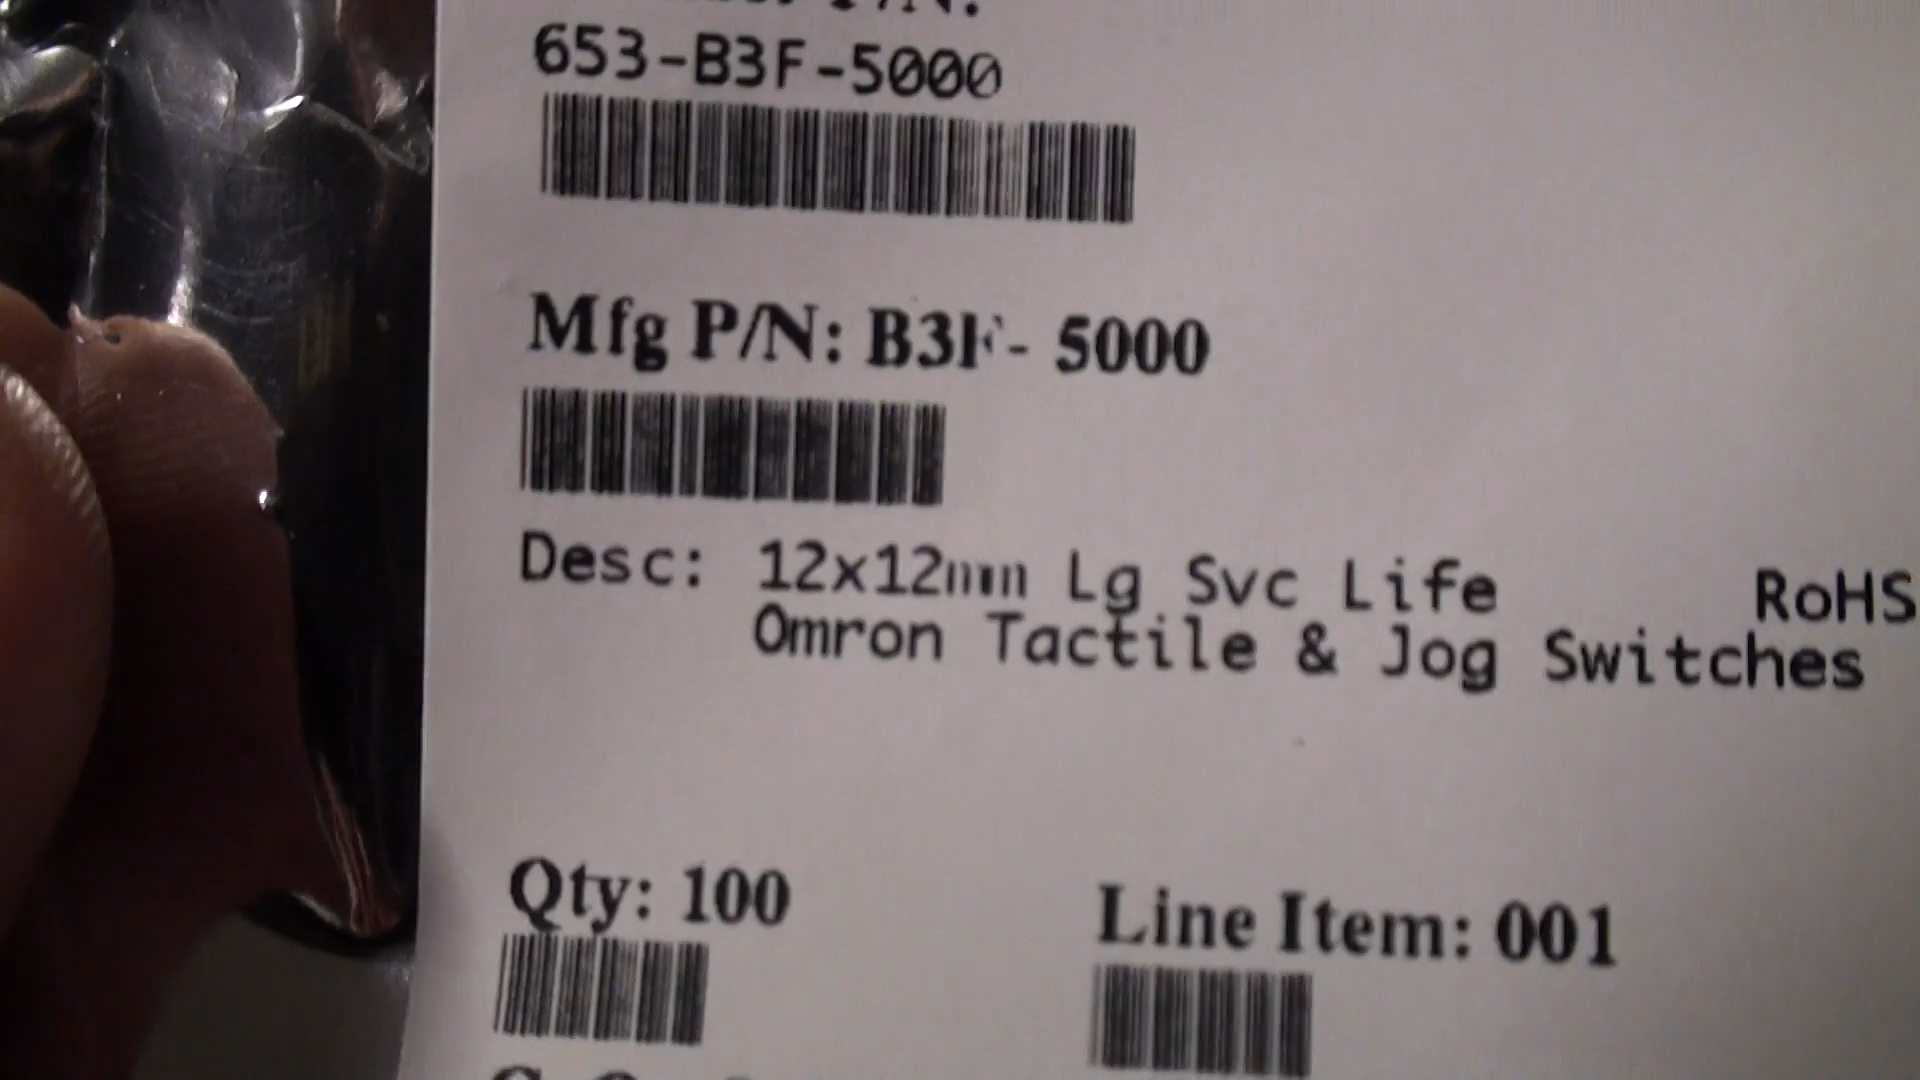 P/N:
653-B3F-5000
Mfg P/N: B3F- 5000
Desc: 12x12mm Lg Svc Life RoHS
Omron Tactile & Jog Switches
Qty: 100
Line Item: 001